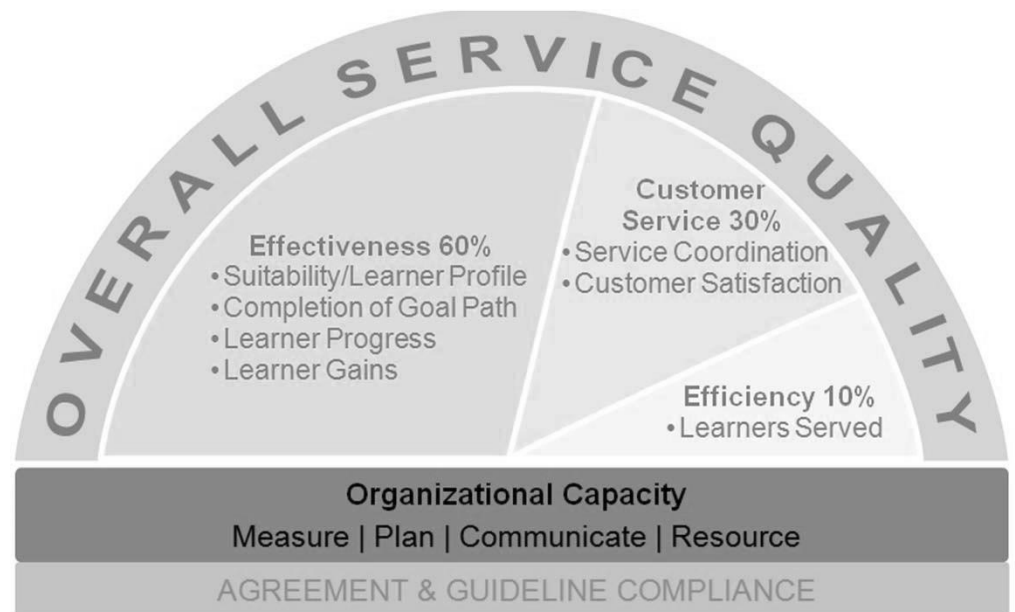 OVERALL SERVICE QUALITY
Effectiveness 60%
• Suitability/Learner Profile
• Completion of Goal Path
• Learner Progress
• Learner Gains
Customer
Service 30%
• Service Coordination
• Customer Satisfaction
Efficiency 10%
• Learners Served
Organizational Capacity
Measure | Plan | Communicate | Resource
AGREEMENT & GUIDELINE COMPLIANCE